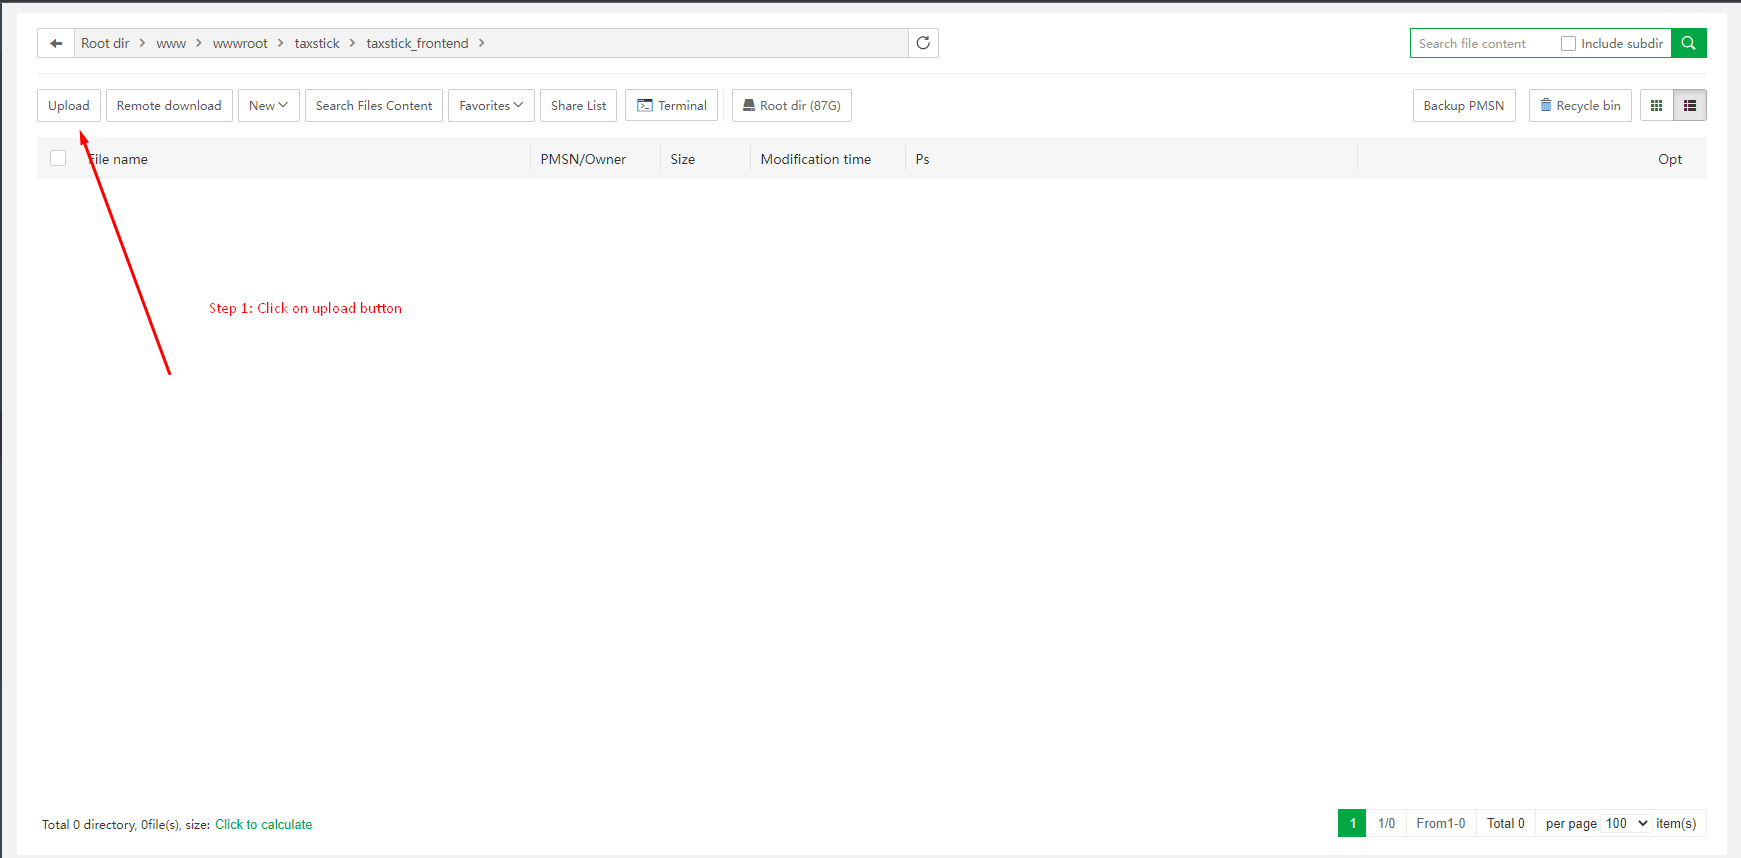 Root dir > www > wwwroot > taxstick > taxstick_frontend >
Search file content Include subdir
Upload Remote download New Search Files Content Favorites Share List Terminal Root dir (87G) Backup PMSN Recycle bin
File name PMSN/Owner Size Modification time Ps Opt
Step 1: Click on upload button
Total 0 directory, 0file(s), size: Click to calculate
1 1/0 From1-0 Total 0 per page 100 item(s)